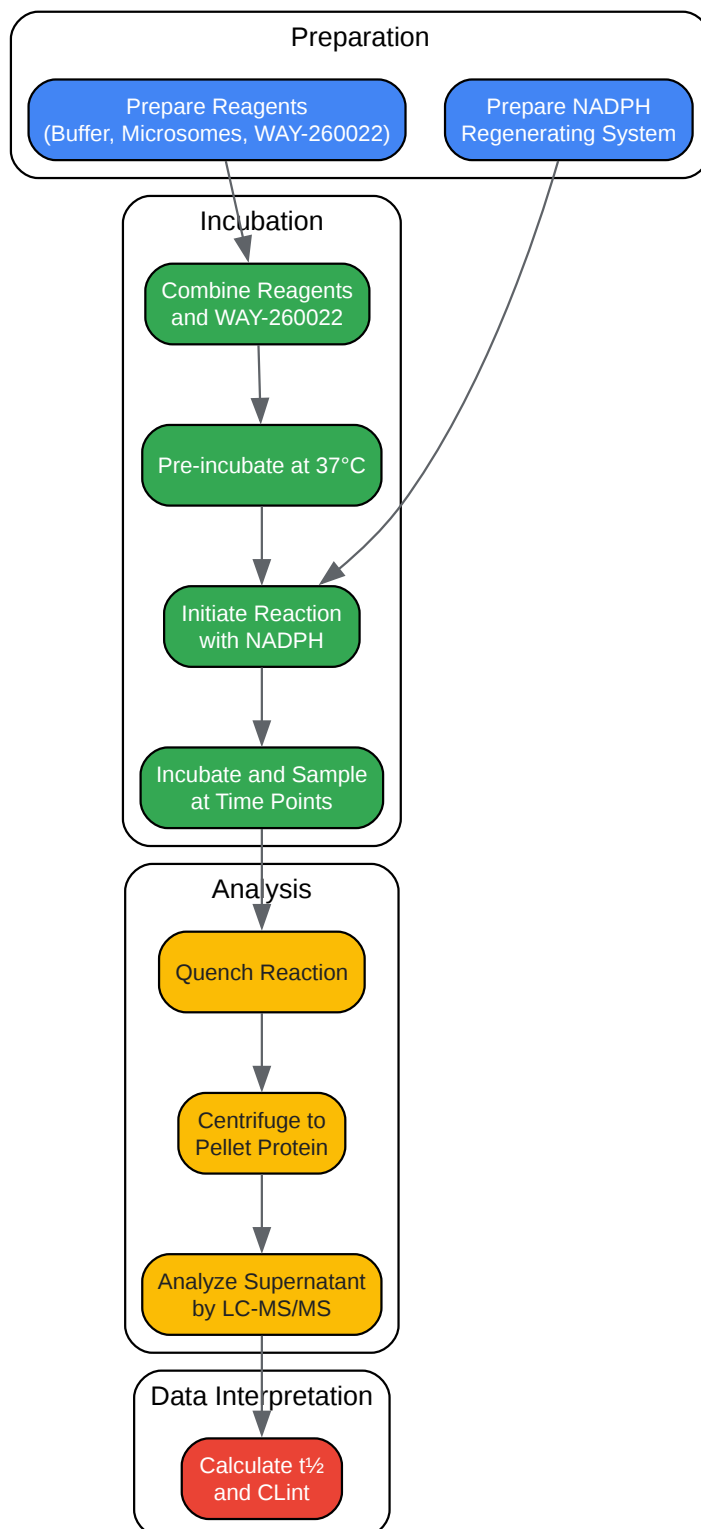 Preparation
Prepare Reagents
(Buffer, Microsomes, WAY-260022)
Prepare NADPH
Regenerating System
Incubation
Combine Reagents
and WAY-260022
Pre-incubate at 37°C
Initiate Reaction
with NADPH
Incubate and Sample
at Time Points
Analysis
Quench Reaction
Centrifuge to
Pellet Protein
Analyze Supernatant
by LC-MS/MS
Data Interpretation
Calculate t½
and CLint